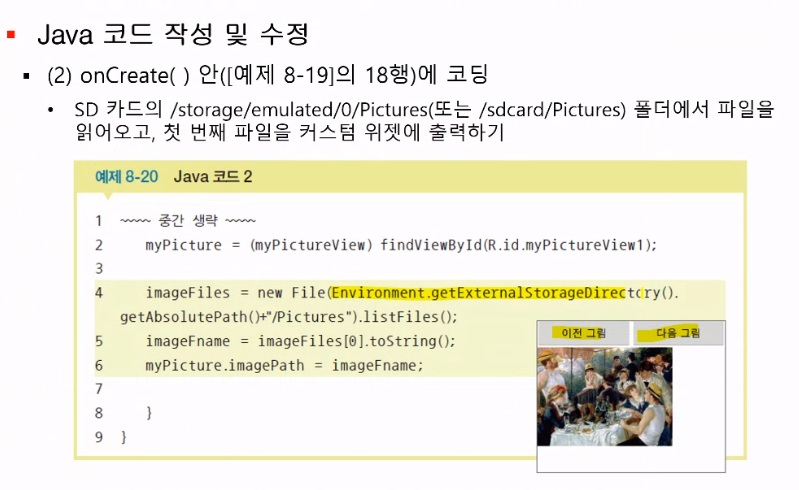 Java 코드 작성 및 수정
(2) onCreate( ) 안([예제 8-19]의 18행)에 코딩
SD 카드의 /storage/emulated/0/Pictures(또는 /sdcard/Pictures) 폴더에서 파일을
읽어오고, 첫 번째 파일을 커스텀 위젯에 출력하기
예제 8-20 Java 코드 2
1 ~~~~ 중간 생략 ~~~~
2 myPicture = (myPictureView) findViewById(R.id.myPictureView1);
3
4 imageFiles = new File(Environment.getExternalStorageDirectory().
getAbsolutePath()+"/Pictures").listFiles();
5 imageFname = imageFiles[0].toString();
6 myPicture.imagePath = imageFname;
7
8 }
9 }
이전 그림 다음 그림